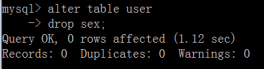 mysql> alter table user
    -> drop sex;
Query OK, 0 rows affected (1.12 sec)
Records: 0  Duplicates: 0  Warnings: 0